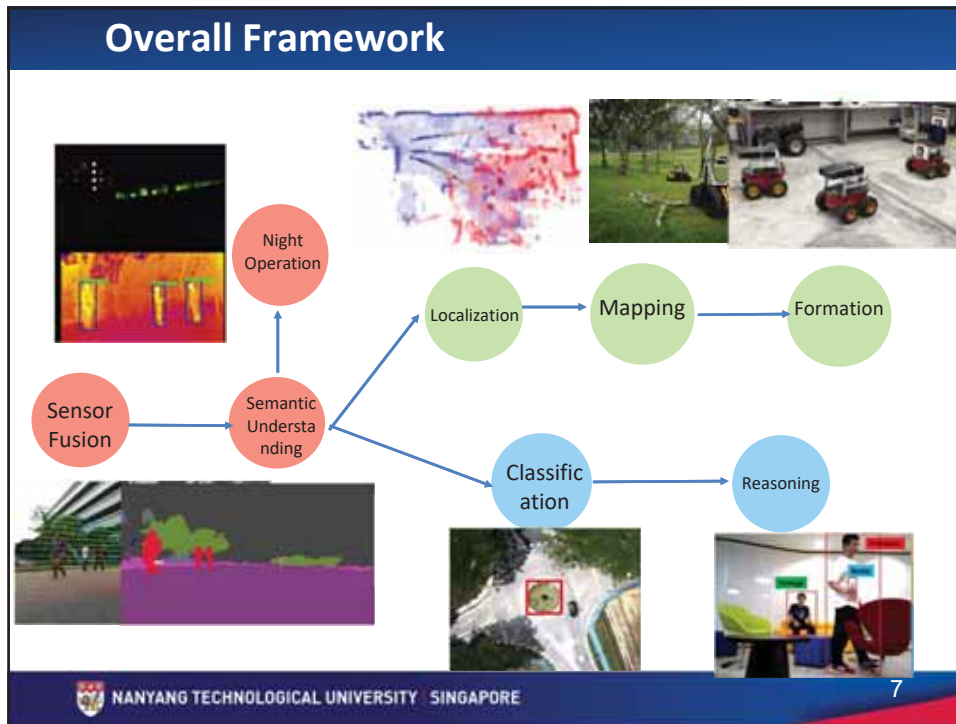 Overall Framework
Night
Operation
Localization
Mapping
Formation
Sensor
Fusion
Semantic
Understa
nding
Classific
ation
Reasoning
NANYANG TECHNOLOGICAL UNIVERSITY SINGAPORE
7